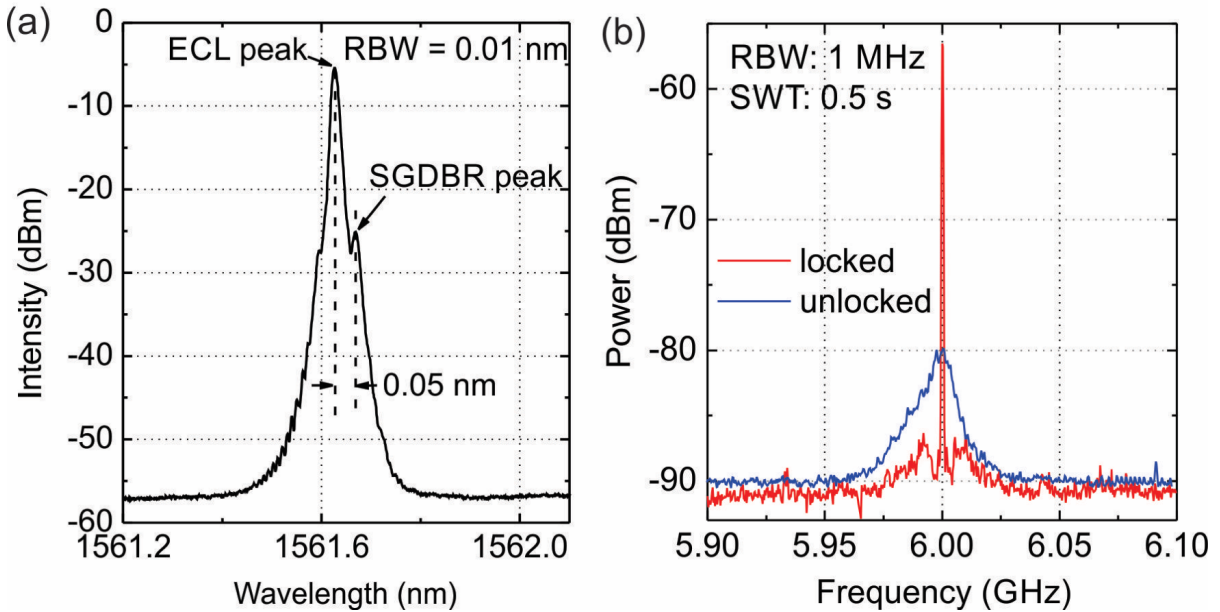 (a)
0
-10
-20
-30
-40
-50
-60
Intensity (dBm)
ECL peak RBW = 0.01 nm
SGDBR peak
0.05 nm
1561.2 1561.6 1562.0
Wavelength (nm)
(b)
-60
-70
-80
-90
Power (dBm)
RBW: 1 MHz
SWT: 0.5 s
locked
unlocked
5.90 5.95 6.00 6.05 6.10
Frequency (GHz)